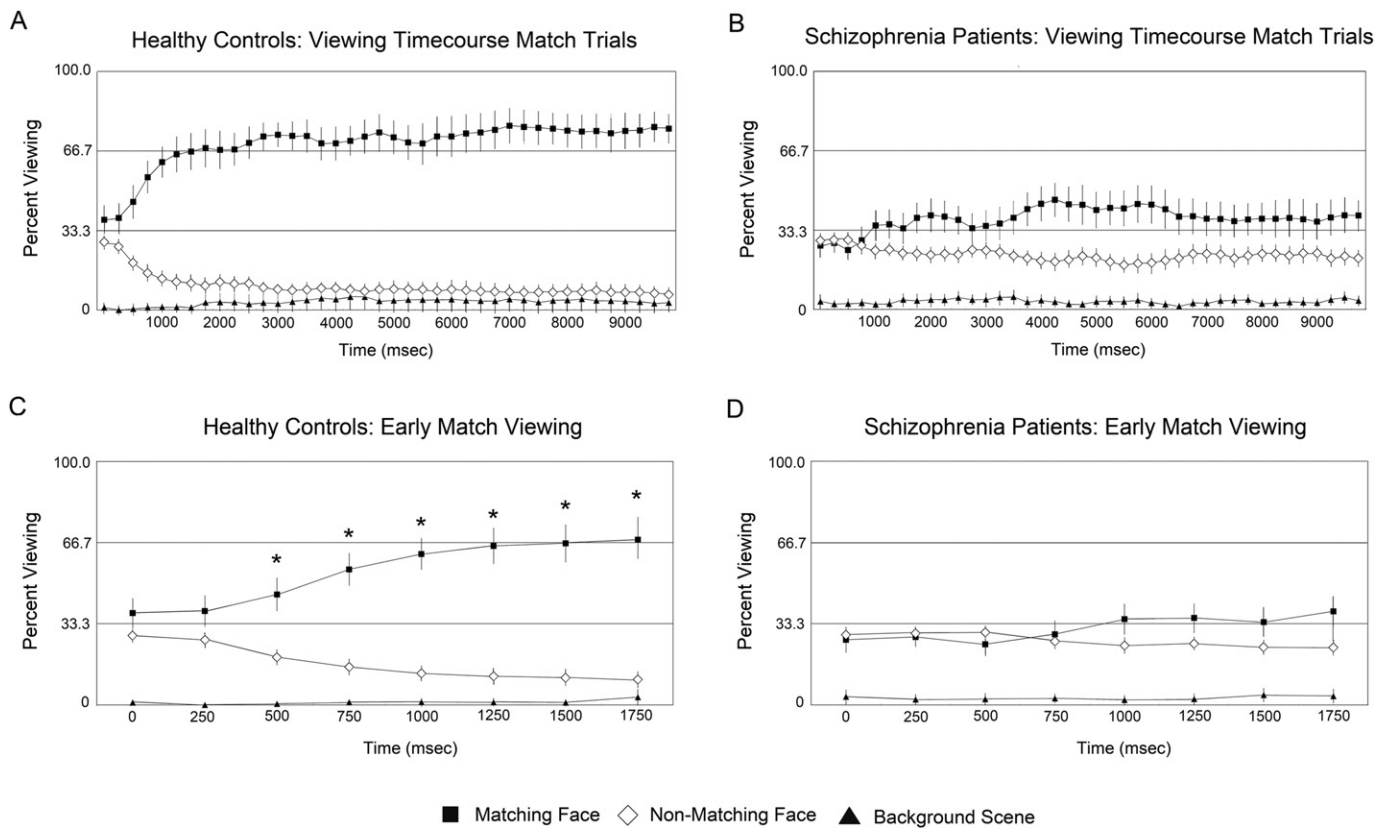 A
Healthy Controls: Viewing Timecourse Match Trials
100.0
66.7
33.3
0
Percent Viewing
1000 2000 3000 4000 5000 6000 7000 8000 9000
Time (msec)
B
Schizophrenia Patients: Viewing Timecourse Match Trials
100.0
66.7
33.3
0
Percent Viewing
1000 2000 3000 4000 5000 6000 7000 8000 9000
Time (msec)
C
Healthy Controls: Early Match Viewing
100.0
66.7
33.3
0
Percent Viewing
* * * * * *
0 250 500 750 1000 1250 1500 1750
Time (msec)
D
Schizophrenia Patients: Early Match Viewing
100.0
66.7
33.3
0
Percent Viewing
0 250 500 750 1000 1250 1500 1750
Time (msec)
Matching Face Non-Matching Face Background Scene